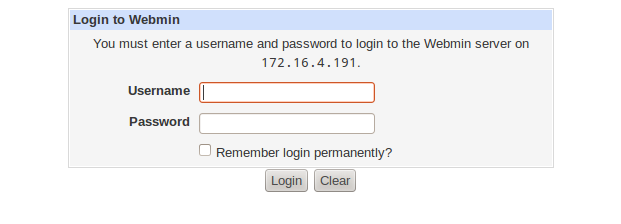 Login to Webmin
You must enter a username and password to login to the Webmin server on
172.16.4.191.
Username
Password
Remember login permanently?
Login Clear